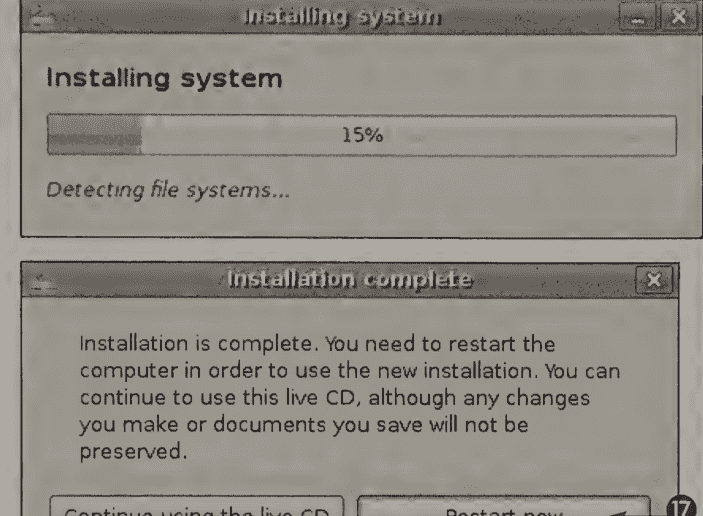 Installing system
Installing system
15%
Detecting file systems...
Installation complete
Installation is complete. You need to restart the
computer in order to use the new installation. You can
continue to use this live CD, although any changes
you make or documents you save will not be
preserved.
Continue using the live CD
Restart now
17